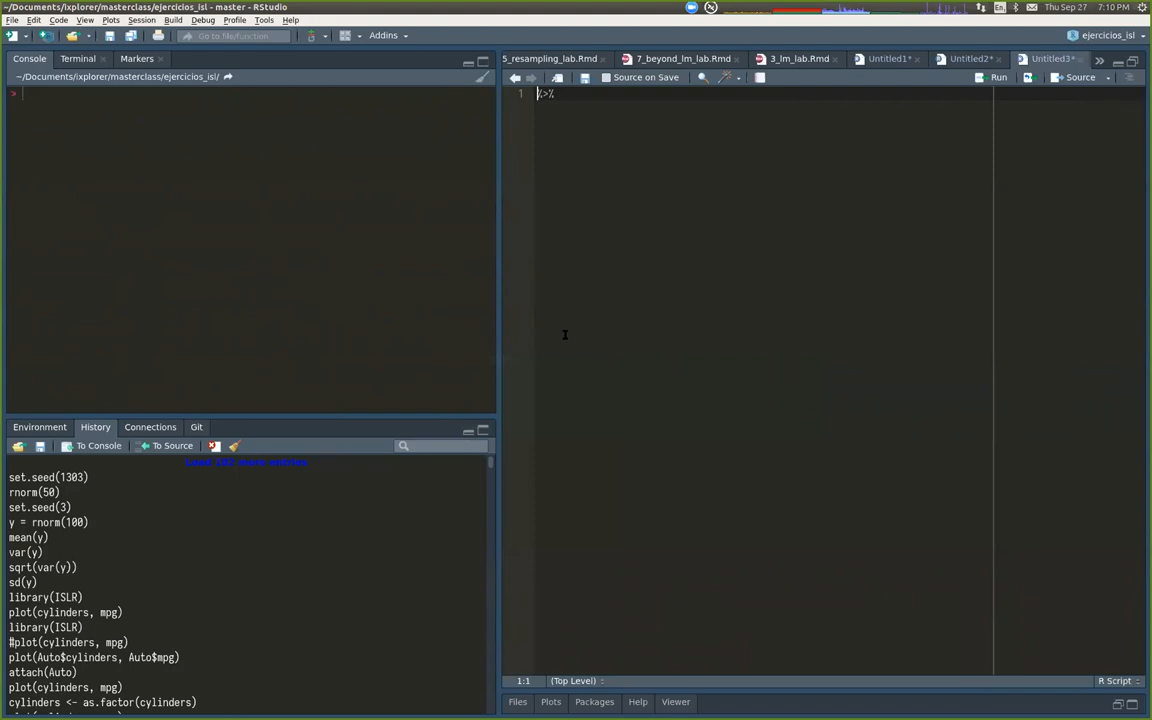 ~/Documents/ixplorer/masterclass/ejercicios_isl - master - RStudio
En
Thu Sep 27 7:10 PM
File Edit Code View Plots Session Build Debug Profile Tools Help
Go to file/function Addins ejercicios_isl
Console Terminal Markers
5_resampling_lab.Rmd 7_beyond_lm_lab.Rmd 3_lm_lab.Rmd Untitled1* Untitled2* Untitled3*
~/Documents/ixplorer/masterclass/ejercicios_isl/
Source on Save Run Source
>
1 %>%
Environment History Connections Git
To Console To Source
set.seed(1303)
rnorm(50)
set.seed(3)
y = rnorm(100)
mean(y)
var(y)
sqrt(var(y))
sd(y)
library(ISLR)
plot(cylinders, mpg)
library(ISLR)
#plot(cylinders, mpg)
plot(Auto$cylinders, Auto$mpg)
attach(Auto)
plot(cylinders, mpg)
cylinders <- as.factor(cylinders)
1:1 (Top Level) R Script
Files Plots Packages Help Viewer